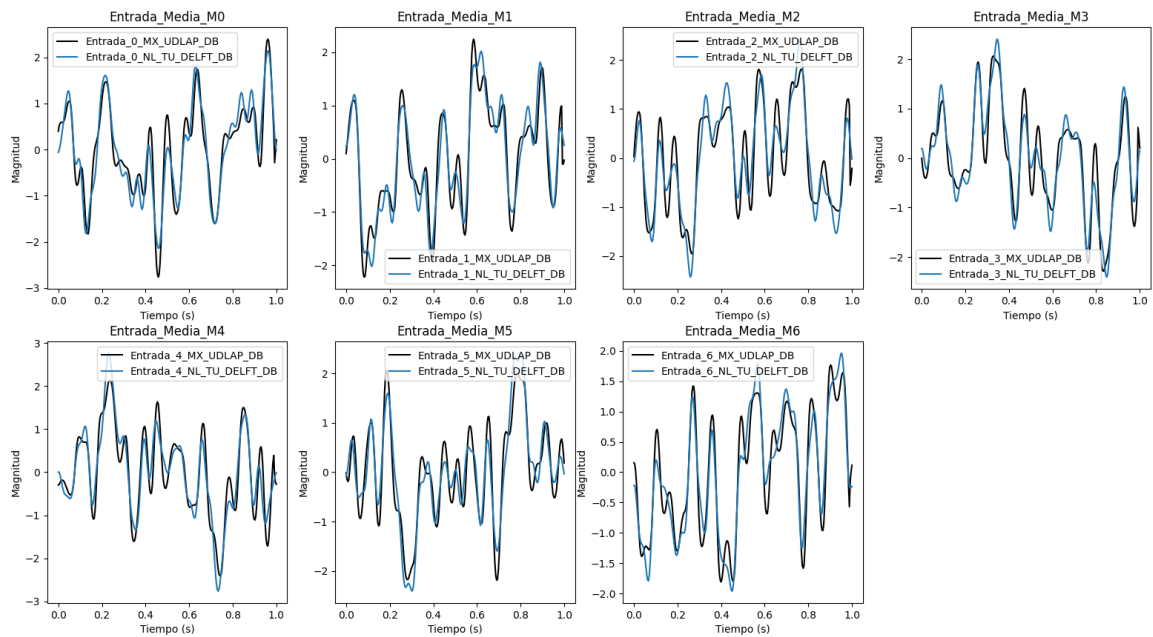 Entrada_Media_M0
Entrada_0_MX_UDLAP_DB
Entrada_0_NL_TU_DELFT_DB
Magnitud
2
1
0
−1
−2
−3
0.0 0.2 0.4 0.6 0.8 1.0
Tiempo (s)
Entrada_Media_M1
Magnitud
2
1
0
−1
−2
Entrada_1_MX_UDLAP_DB
Entrada_1_NL_TU_DELFT_DB
0.0 0.2 0.4 0.6 0.8 1.0
Tiempo (s)
Entrada_Media_M2
Entrada_2_MX_UDLAP_DB
Entrada_2_NL_TU_DELFT_DB
Magnitud
2
1
0
−1
−2
0.0 0.2 0.4 0.6 0.8 1.0
Tiempo (s)
Entrada_Media_M3
Magnitud
2
1
0
−1
−2
Entrada_3_MX_UDLAP_DB
Entrada_3_NL_TU_DELFT_DB
0.0 0.2 0.4 0.6 0.8 1.0
Tiempo (s)
Entrada_Media_M4
Entrada_4_MX_UDLAP_DB
Entrada_4_NL_TU_DELFT_DB
Magnitud
3
2
1
0
−1
−2
−3
0.0 0.2 0.4 0.6 0.8 1.0
Tiempo (s)
Entrada_Media_M5
Entrada_5_MX_UDLAP_DB
Entrada_5_NL_TU_DELFT_DB
Magnitud
2
1
0
−1
−2
0.0 0.2 0.4 0.6 0.8 1.0
Tiempo (s)
Entrada_Media_M6
Entrada_6_MX_UDLAP_DB
Entrada_6_NL_TU_DELFT_DB
Magnitud
2.0
1.5
1.0
0.5
0.0
−0.5
−1.0
−1.5
−2.0
0.0 0.2 0.4 0.6 0.8 1.0
Tiempo (s)